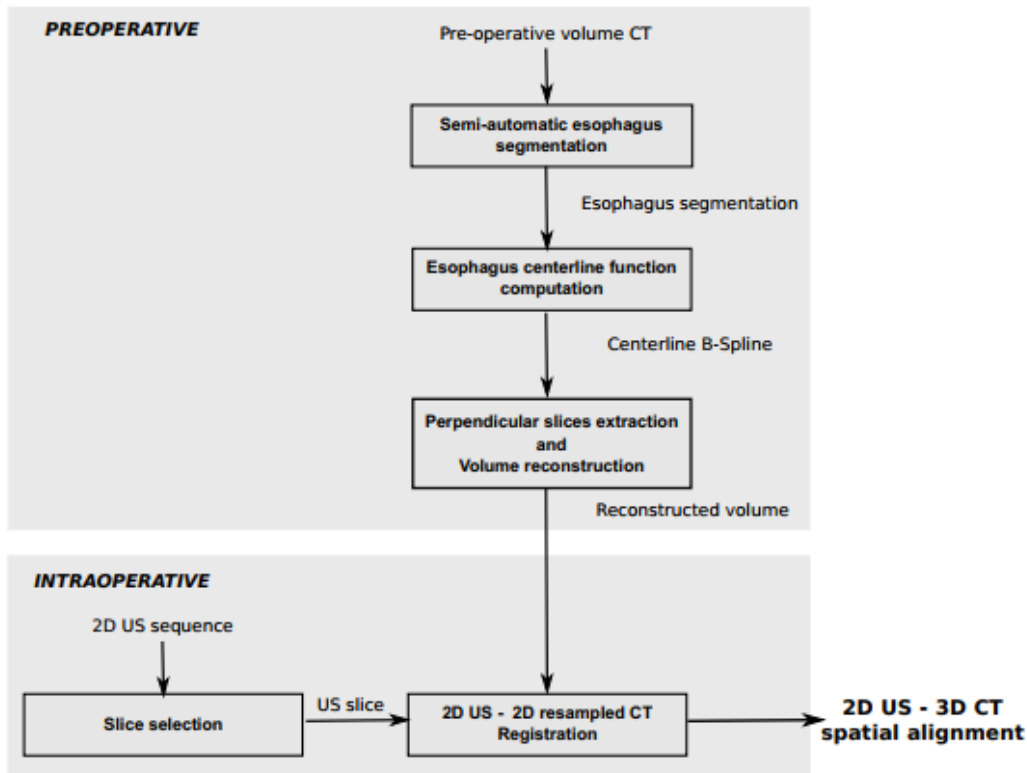 PREOPERATIVE
Pre-operative volume CT
Semi-automatic esophagus
segmentation
Esophagus segmentation
Esophagus centerline function
computation
Centerline B-Spline
Perpendicular slices extraction
and
Volume reconstruction
Reconstructed volume
INTRAOPERATIVE
2D US sequence
Slice selection
US slice
2D US - 2D resampled CT
Registration
2D US - 3D CT
spatial alignment